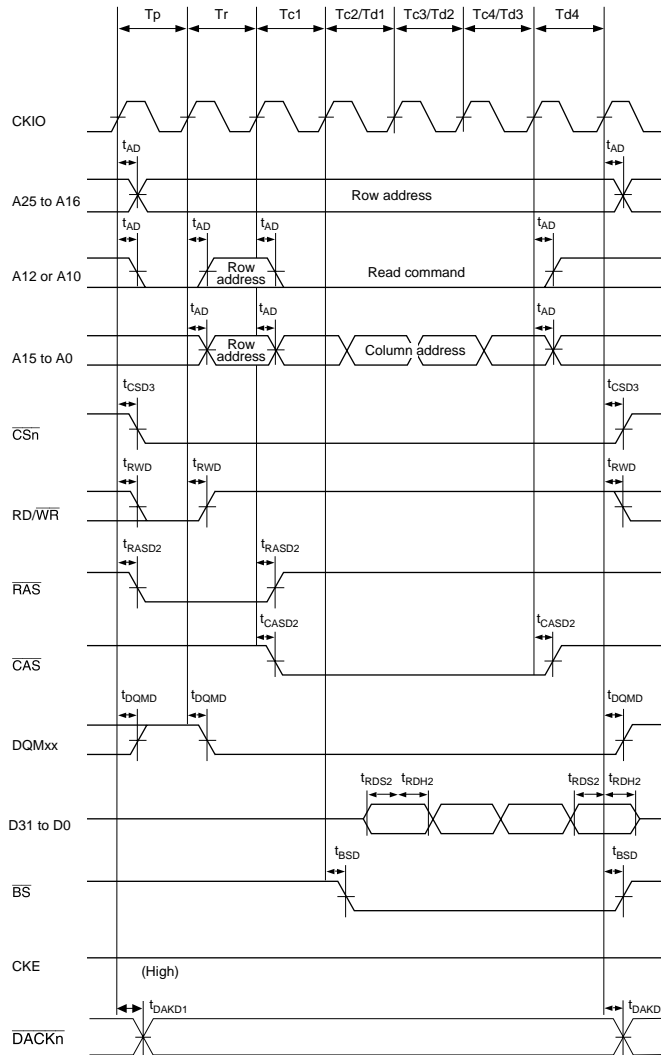 Tp Tr Tc1 Tc2/Td1 Tc3/Td2 Tc4/Td3 Td4
CKIO
tAD tAD
A25 to A16 Row address
tAD tAD tAD tAD
A12 or A10 Row address Read command
tAD tAD tAD
A15 to A0 Row address Column address
tCSD3 tCSD3
CSn
tRWD tRWD tRWD
RD/WR
tRASD2 tRASD2
RAS
tCASD2 tCASD2
CAS
tDQMD tDQMD tDQMD
DQMxx
tRDS2 tRDH2 tRDS2 tRDH2
D31 to D0
tBSD tBSD
BS
CKE (High)
tDAKD1 tDAKD
DACKn